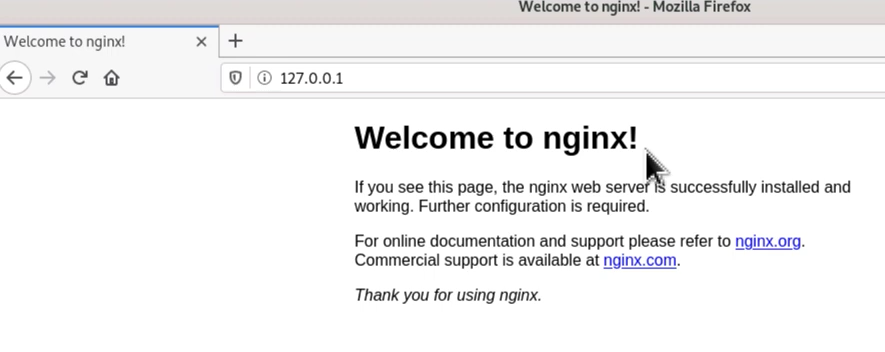 Welcome to nginx! - Mozilla Firefox
Welcome to nginx!
127.0.0.1
Welcome to nginx!
If you see this page, the nginx web server is successfully installed and
working. Further configuration is required.
For online documentation and support please refer to nginx.org.
Commercial support is available at nginx.com.
Thank you for using nginx.